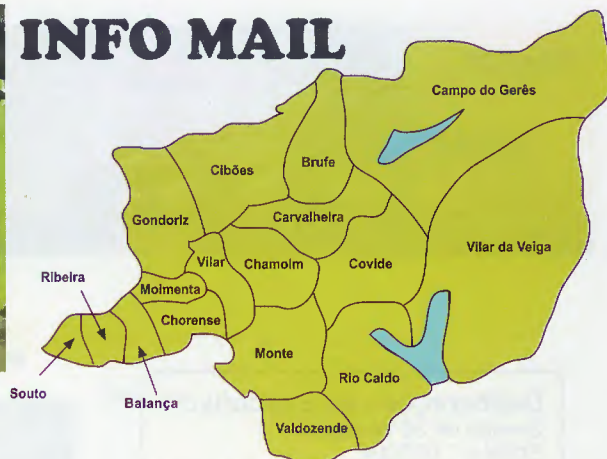 INFO MAIL
Campo do Gerês
Brufe
Cibões
Carvalheira
Gondoriz
Vilar da Veiga
Vilar
Chamoim
Covide
Ribeira
Moimenta
Chorense
Monte
Rio Caldo
Souto
Balança
Valdozende